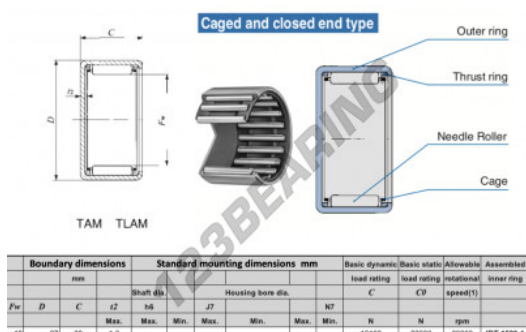 Caged and closed end type
C
Outer ring
Thrust ring
D
Fw
Needle Roller
Cage
TAM TLAM
123BEARING
Boundary dimensions Standard mounting dimensions mm Basic dynamic Basic static Allowable Assembled
mm load rating load rating rotational inner ring
Shaft dia. Housing bore dia. C C0 speed(1)
Fw D C t2 h6 J7 N7
Max. Max. Min. Max. Min. Max. Min. N N rpm